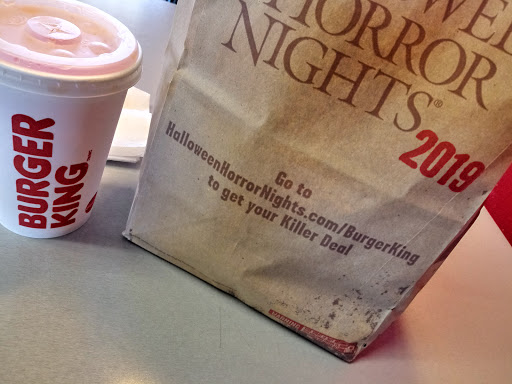 BURGER
KING
HORROR
NIGHTS®
2019
Go to
HalloweenHorrorNights.com/BurgerKing
to get your Killer Deal